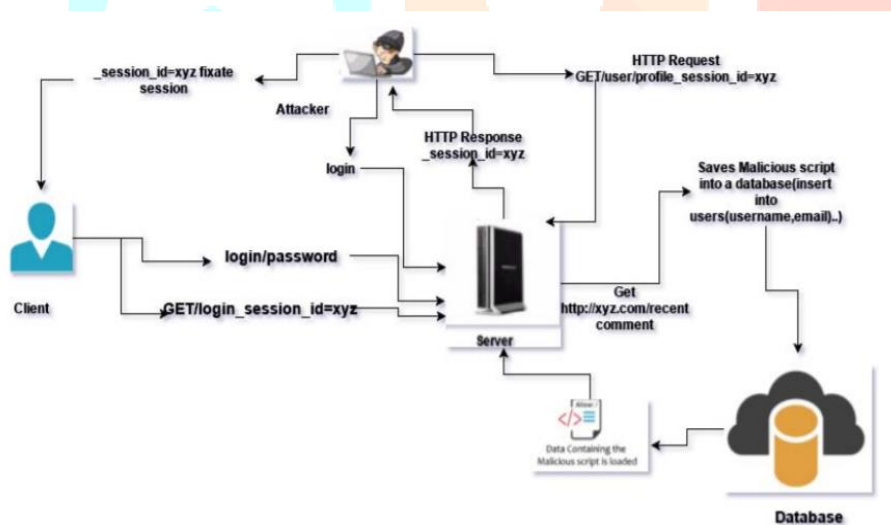 _session_id=xyz fixate
session
Attacker
HTTP Request
GET/user/profile_session_id=xyz
HTTP Response
_session_id=xyz
login
Saves Malicious script
into a database(insert
into
users(username,email)..)
login/password
Client
GET/login_session_id=xyz
Get
http://xyz.com/recent
comment
Server
Allow
</>
Data Containing the
Malicious script is loaded
Database